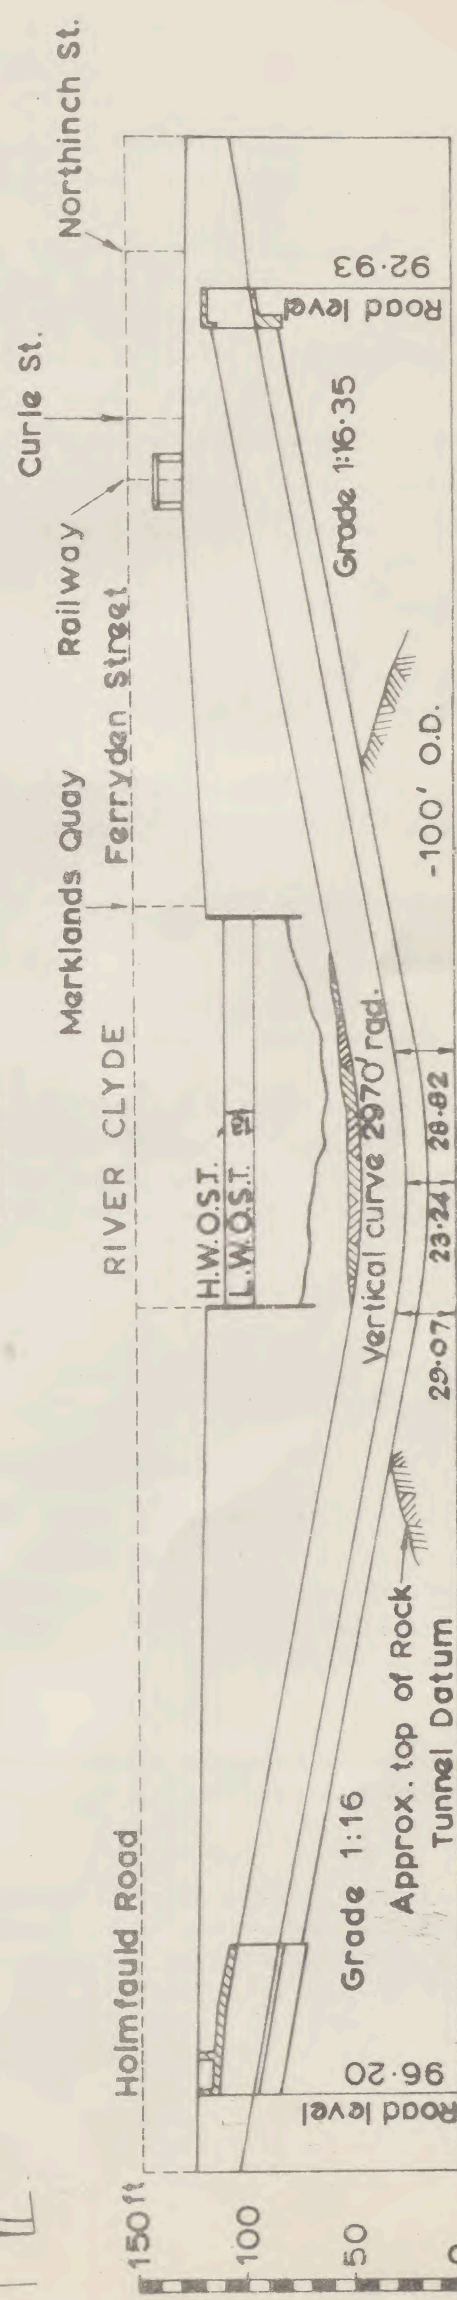 Northinch St.
Curle St.
Railway
Ferryden Street
Merklands Quay
RIVER CLYDE
Holmfauld Road
H.W.O.S.T.
L.W.O.S.T.
Road level
92·93
Grade 1:16·35
-100' O.D.
Vertical curve 2970' rad.
28·82
23·24
29·07
Approx. top of Rock
Tunnel Datum
Grade 1:16
Road level
96·20
150 ft
100
50
0